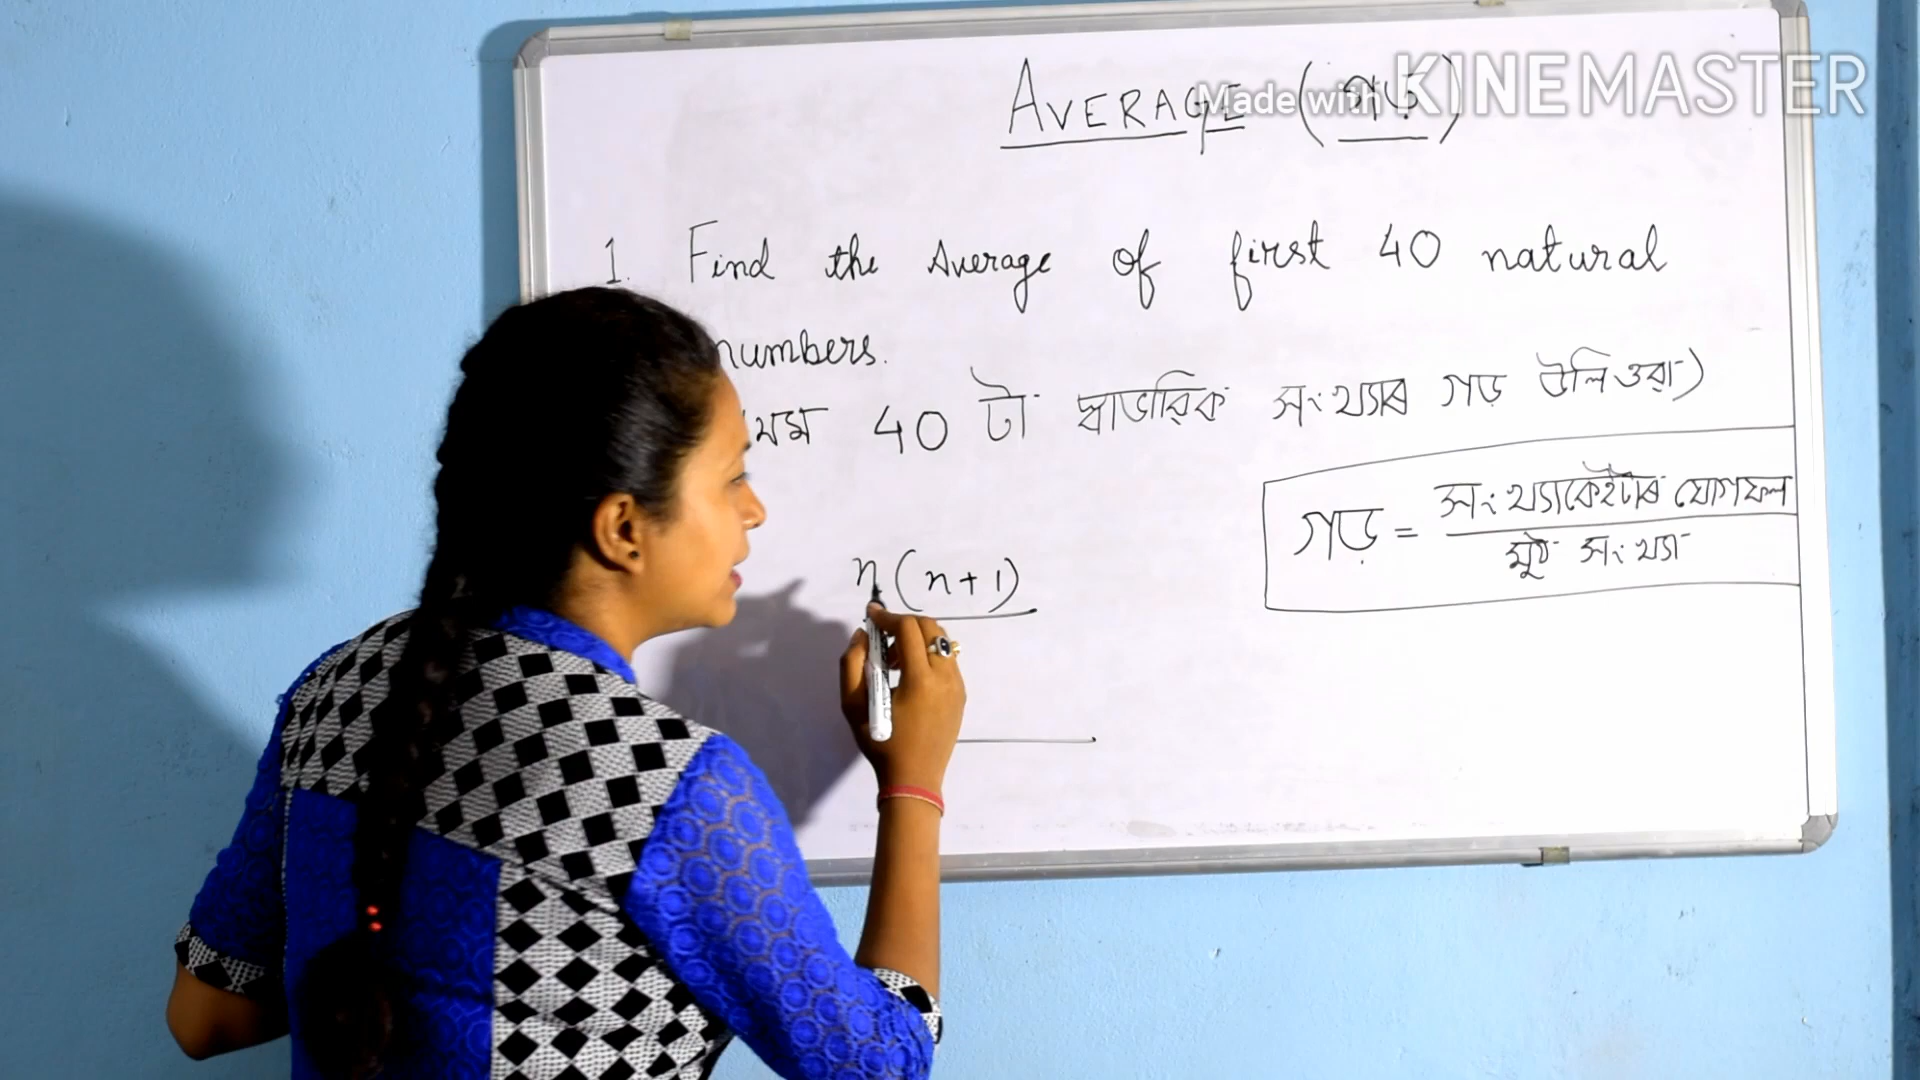 AVERAGE (গড়)
Made with KINEMASTER
1. Find the Average of first 40 natural
numbers.
40 টা স্বাভাৱিক সংখ্যাৰ গড় উলিওৱা)
গড় = সংখ্যাকেইটাৰ যোগফল
মুঠ সংখ্যা
n(n+1)